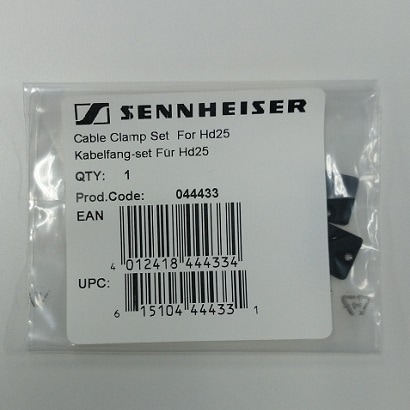 SENNHEISER
Cable Clamp Set For Hd25
Kabelfang-set Für Hd25
QTY: 1
Prod.Code: 044433
EAN
4 012418 444334
UPC:
6 15104 44433 1